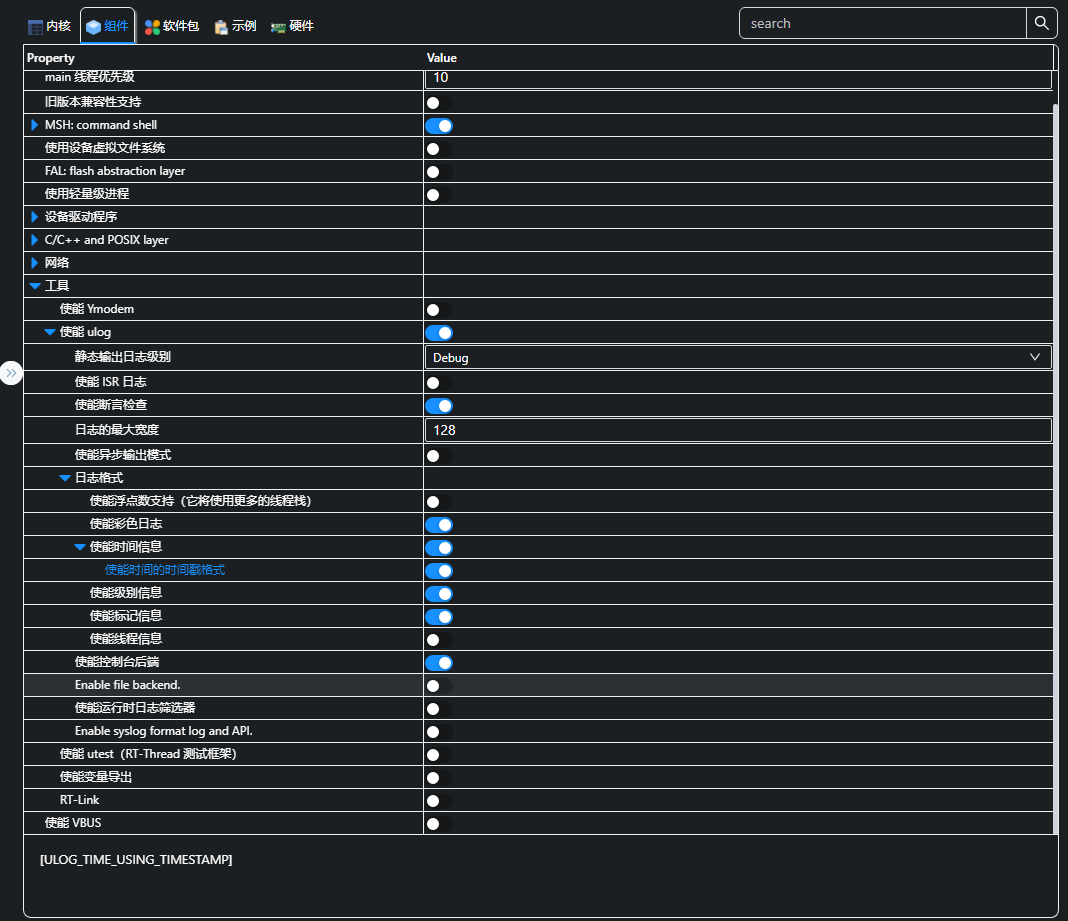 内核 组件 软件包 示例 硬件 search
Property Value
main 线程优先级 10
旧版本兼容性支持
MSH: command shell
使用设备虚拟文件系统
FAL: flash abstraction layer
使用轻量级进程
设备驱动程序
C/C++ and POSIX layer
网络
工具
使能 Ymodem
使能 ulog
静态输出日志级别 Debug
使能 ISR 日志
使能断言检查
日志的最大宽度 128
使能异步输出模式
日志格式
使能浮点数支持（它将使用更多的线程栈）
使能彩色日志
使能时间信息
使能时间的时间戳格式
使能级别信息
使能标记信息
使能线程信息
使能控制台后端
Enable file backend.
使能运行时日志筛选器
Enable syslog format log and API.
使能 utest（RT-Thread 测试框架）
使能变量导出
RT-Link
使能 VBUS
[ULOG_TIME_USING_TIMESTAMP]